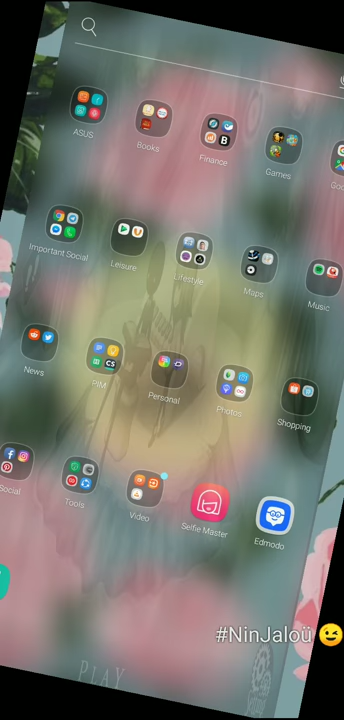 ASUS
Books
Finance
Games
Important Social
Leisure
Lifestyle
Maps
Music
News
PIM
Personal
Photos
Shopping
Social
Tools
Video
Selfie Master
Edmodo
#NinJaloü 😉
PLAY